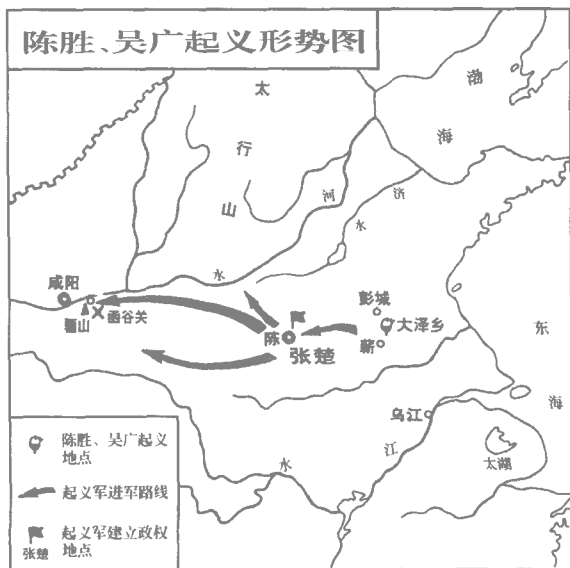 陈胜、吴广起义形势图
太
行
山
渤
海
河
水
济
水
咸阳
骊山
函谷关
彭城
大泽乡
蕲
陈
张楚
东
海
乌江
江
水
太湖
陈胜、吴广起义
地点
起义军进军路线
起义军建立政权
张楚
地点